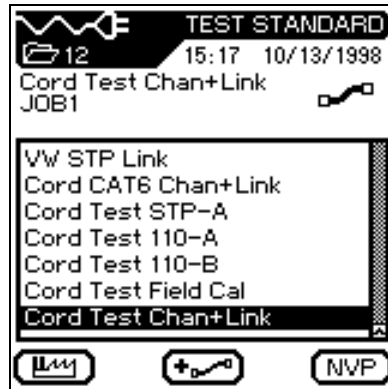 TEST STANDARD
12 15:17 10/13/1998
Cord Test Chan+Link
JOB1
VW STP Link
Cord CAT6 Chan+Link
Cord Test STP-A
Cord Test 110-A
Cord Test 110-B
Cord Test Field Cal
Cord Test Chan+Link
NVP